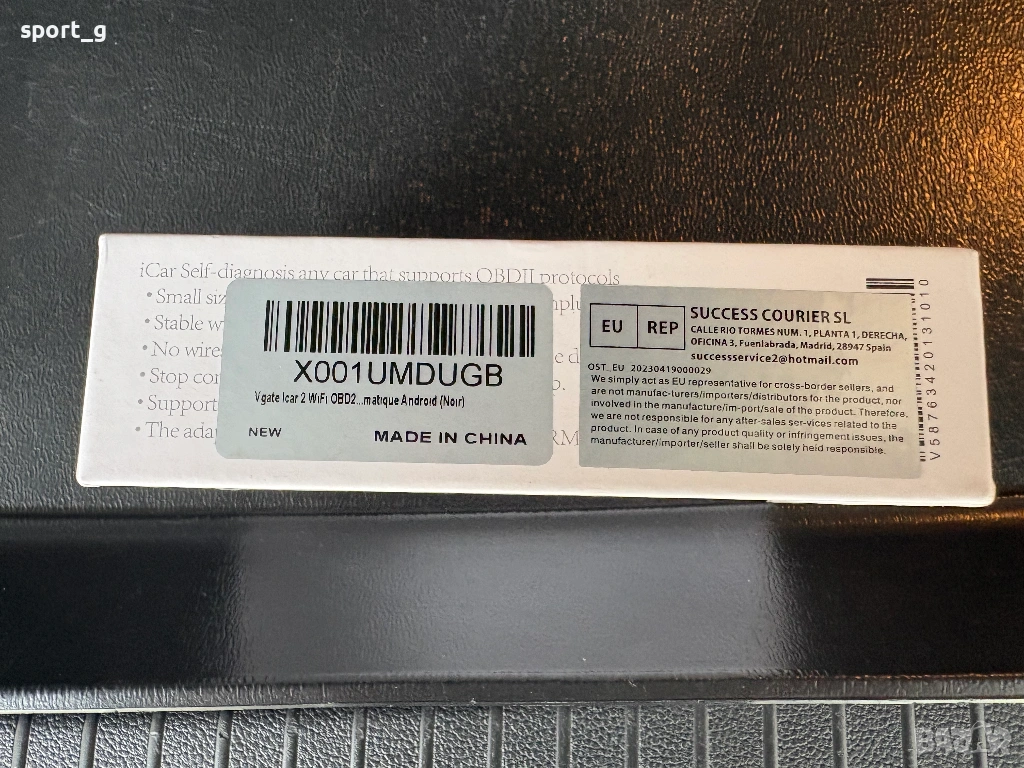 sport_g
iCar Self-diagnosis any car that supports OBDII protocols
• Small
• Stable
• No
• Stop
•
• The
X001UMDUGB
Vgate Icar 2 WiFi OBD2...matique Android (Noir)
NEW
MADE IN CHINA
EU REP
SUCCESS COURIER SL
CALLE RIO TORMES NUM. 1, PLANTA 1, DERECHA,
OFICINA 3, Fuenlabrada, Madrid, 28947 Spain
successservice2@hotmail.com
OST_EU 20230419000029
We simply act as EU representative for cross-border sellers, and
are not manufac-turers/importers/distributors for the product, nor
involved in the manufacture/im-port/sale of the product. Therefore,
we are not responsible for any after-sales ser-vices related to the
product. In case of any product quality or infringement issues, the
manufacturer/importer/seller shall be solely held responsible.
V58763420131010